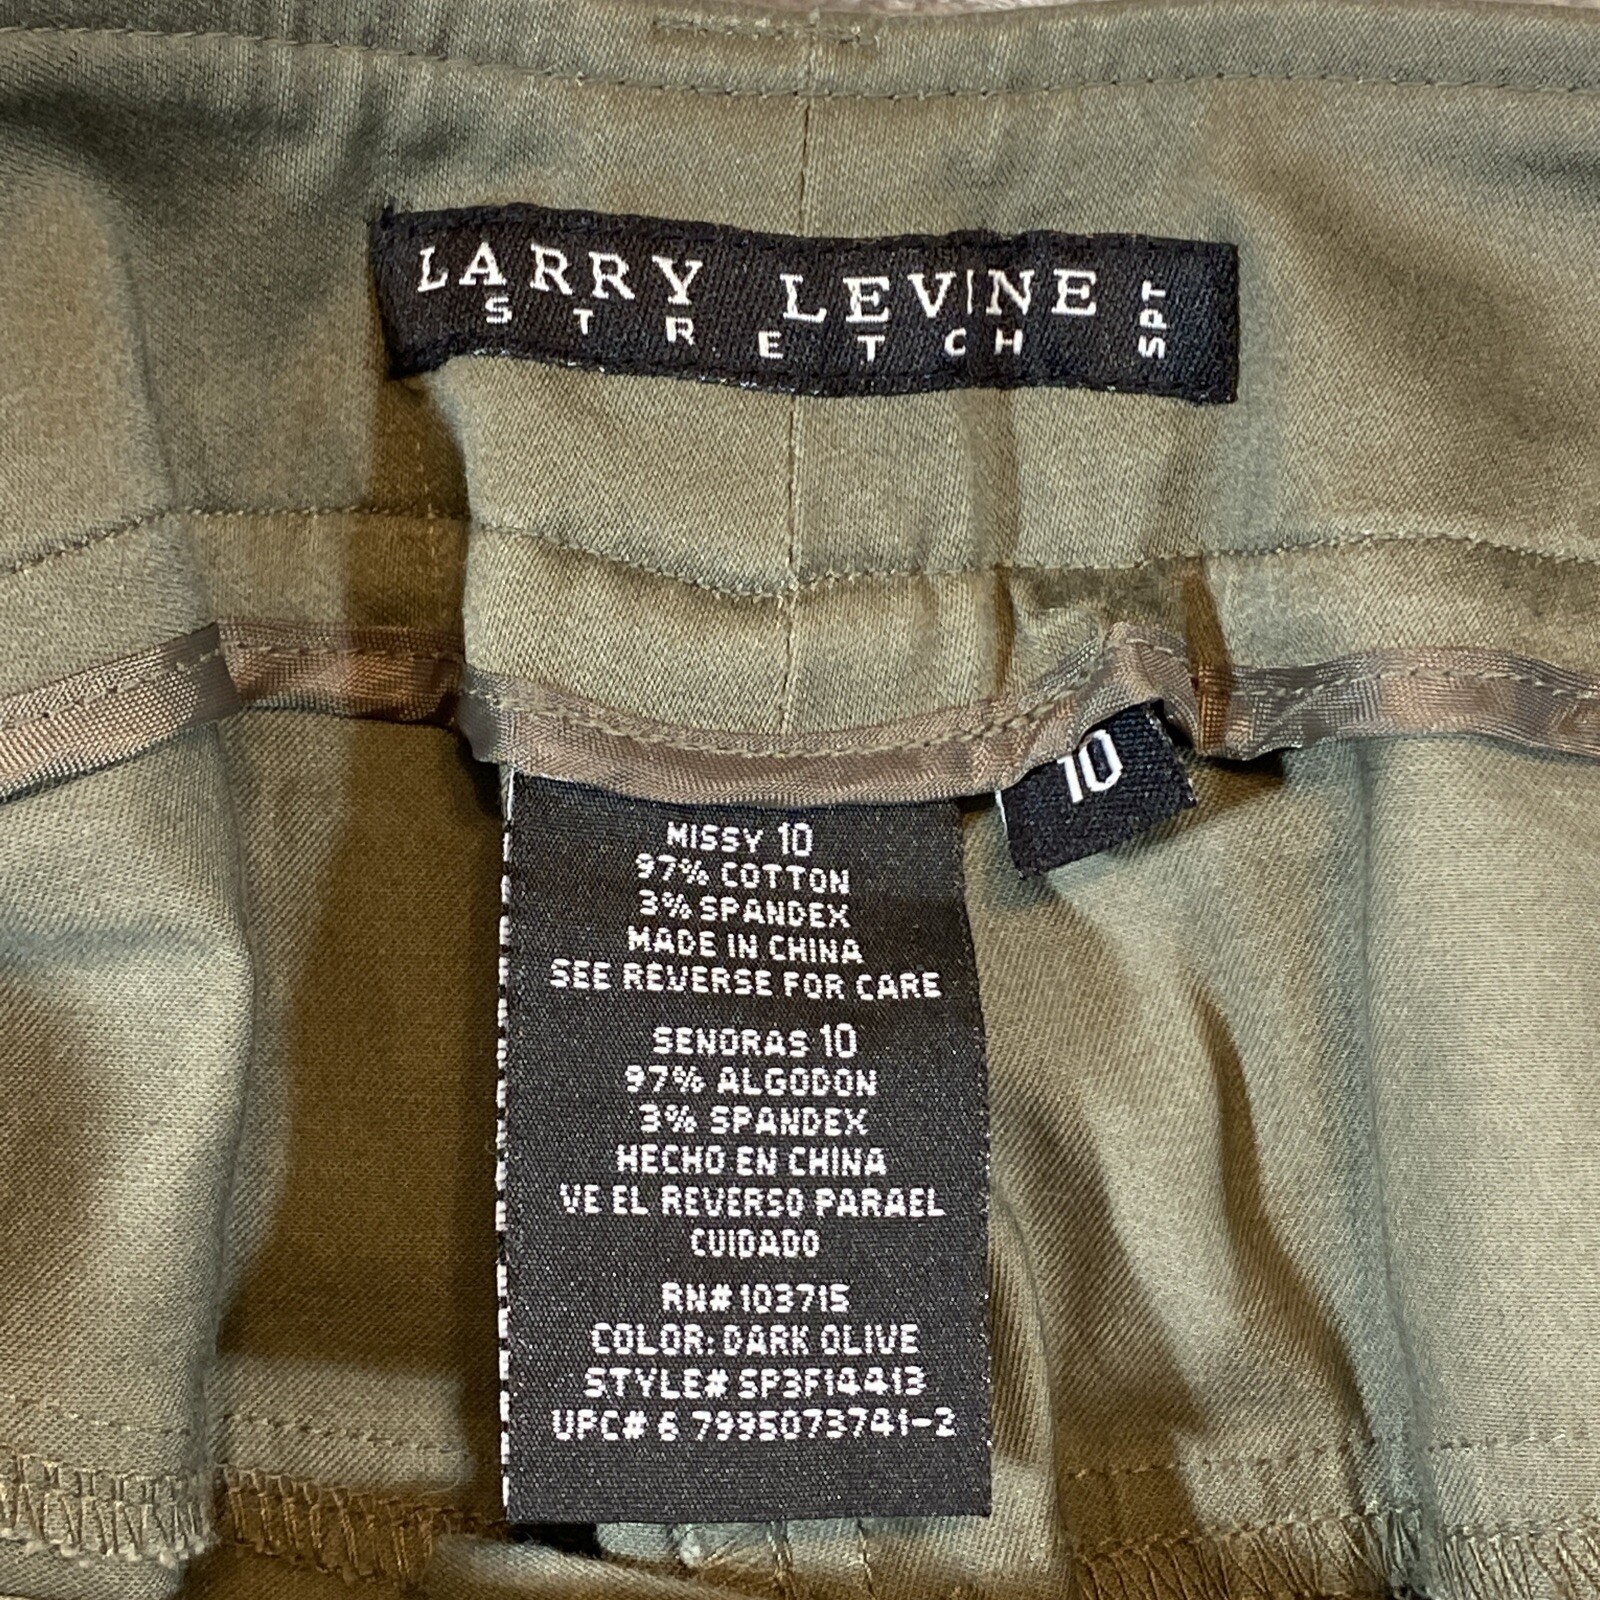 LARRY LEVINE
STRETCH
SPT
10
MISSY 10
97% COTTON
3% SPANDEX
MADE IN CHINA
SEE REVERSE FOR CARE
SENORAS 10
97% ALGODON
3% SPANDEX
HECHO EN CHINA
VE EL REVERSO PARAEL
CUIDADO
RN# 103715
COLOR: DARK OLIVE
STYLE# SP3F14413
UPC# 6 7995073741-2